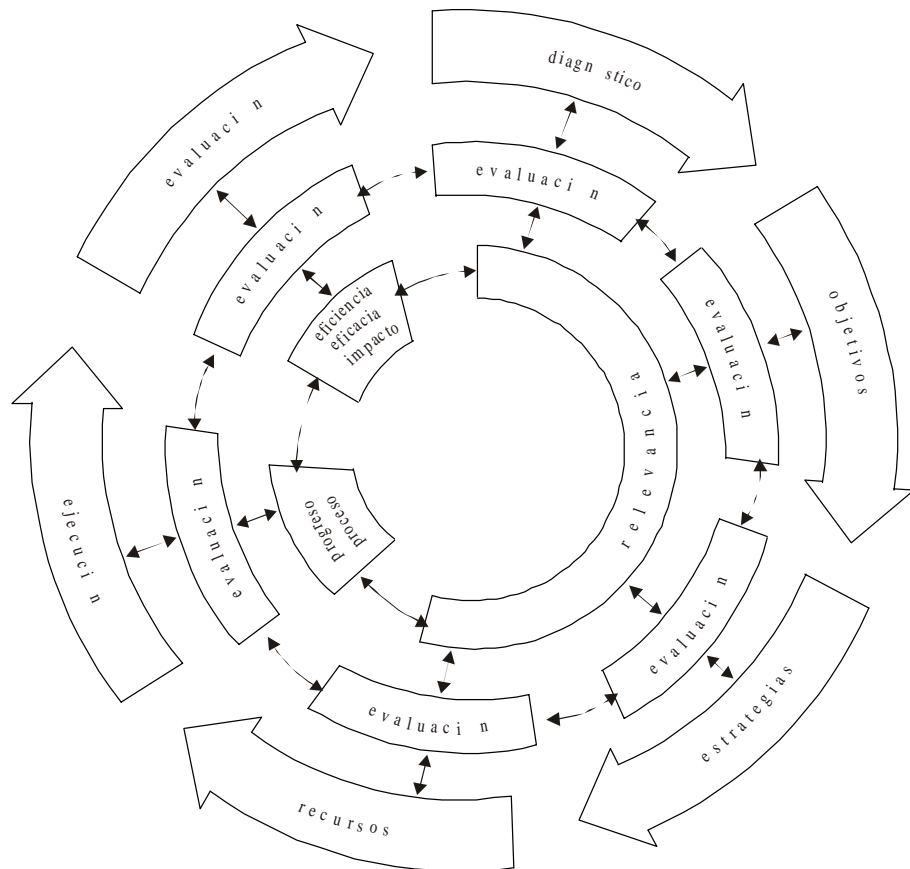 diagn stico
objetivos
estrategias
recursos
ejecuci n
evaluaci n
evaluaci n
evaluaci n
evaluaci n
evaluaci n
evaluaci n
evaluaci n
relevancia
progreso
proceso
eficiencia
eficacia
impacto